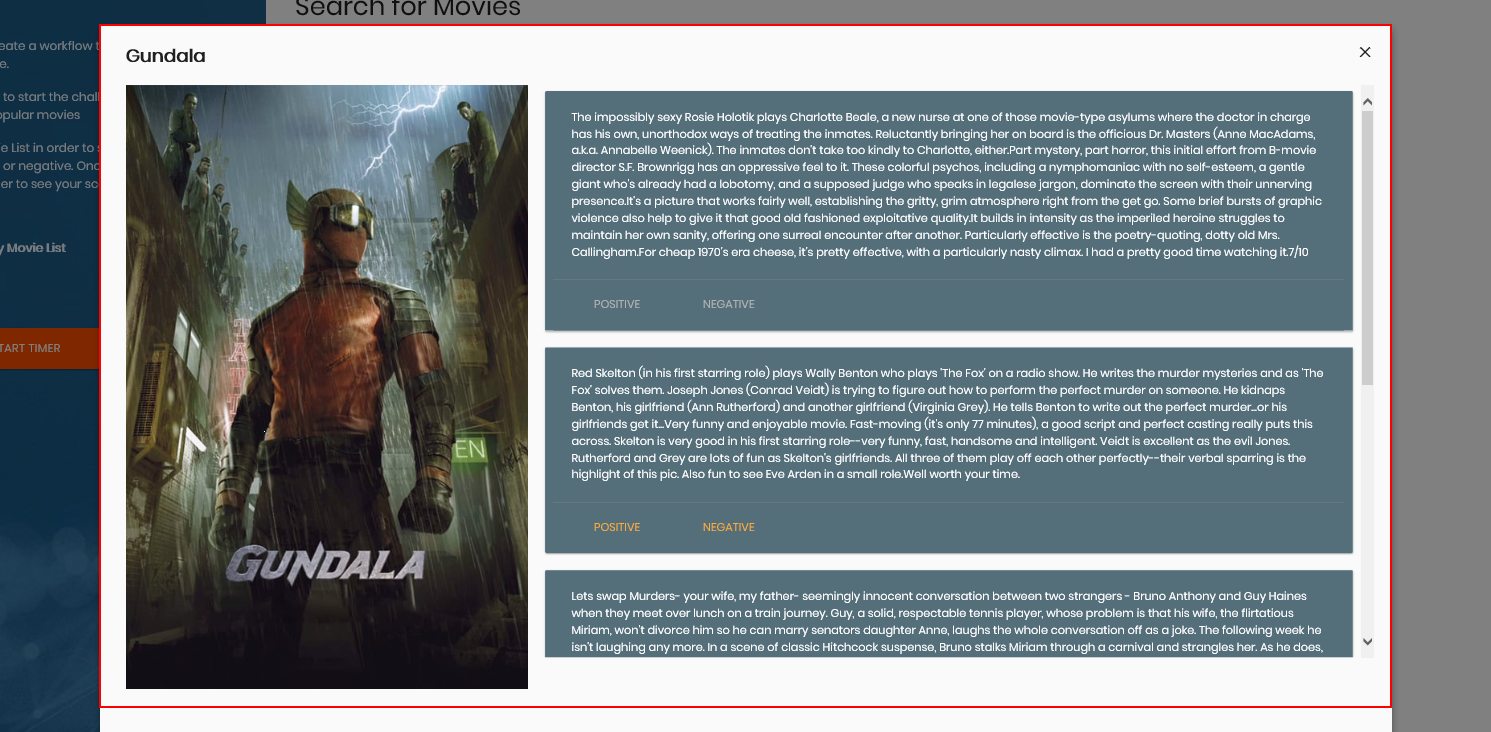 Search for Movies
eate a workflow t
e.
to start the chall
opular movies
e List in order to s
or negative. Onc
er to see your sc
y Movie List
TART TIMER
Gundala
GUNDALA
EN
The impossibly sexy Rosie Holotik plays Charlotte Beale, a new nurse at one of those movie-type asylums where the doctor in charge
has his own, unorthodox ways of treating the inmates. Reluctantly bringing her on board is the officious Dr. Masters (Anne MacAdams,
a.k.a. Annabelle Weenick). The inmates don't take too kindly to Charlotte, either.Part mystery, part horror, this initial effort from B-movie
director S.F. Brownrigg has an oppressive feel to it. These colorful psychos, including a nymphomaniac with no self-esteem, a gentle
giant who's already had a lobotomy, and a supposed judge who speaks in legalese jargon, dominate the screen with their unnerving
presence.It's a picture that works fairly well, establishing the gritty, grim atmosphere right from the get go. Some brief bursts of graphic
violence also help to give it that good old fashioned exploitative quality.It builds in intensity as the imperiled heroine struggles to
maintain her own sanity, offering one surreal encounter after another. Particularly effective is the poetry-quoting, dotty old Mrs.
Callingham.For cheap 1970's era cheese, it's pretty effective, with a particularly nasty climax. I had a pretty good time watching it.7/10
POSITIVE NEGATIVE
Red Skelton (in his first starring role) plays Wally Benton who plays 'The Fox' on a radio show. He writes the murder mysteries and as 'The
Fox' solves them. Joseph Jones (Conrad Veidt) is trying to figure out how to perform the perfect murder on someone. He kidnaps
Benton, his girlfriend (Ann Rutherford) and another girlfriend (Virginia Grey). He tells Benton to write out the perfect murder...or his
girlfriends get it...Very funny and enjoyable movie. Fast-moving (it's only 77 minutes), a good script and perfect casting really puts this
across. Skelton is very good in his first starring role--very funny, fast, handsome and intelligent. Veidt is excellent as the evil Jones.
Rutherford and Grey are lots of fun as Skelton's girlfriends. All three of them play off each other perfectly--their verbal sparring is the
highlight of this pic. Also fun to see Eve Arden in a small role.Well worth your time.
POSITIVE NEGATIVE
Lets swap Murders- your wife, my father- seemingly innocent conversation between two strangers - Bruno Anthony and Guy Haines
when they meet over lunch on a train journey. Guy, a solid, respectable tennis player, whose problem is that his wife, the flirtatious
Miriam, won't divorce him so he can marry senators daughter Anne, laughs the whole conversation off as a joke. The following week he
isn't laughing any more. In a scene of classic Hitchcock suspense, Bruno stalks Miriam through a carnival and strangles her. As he does,